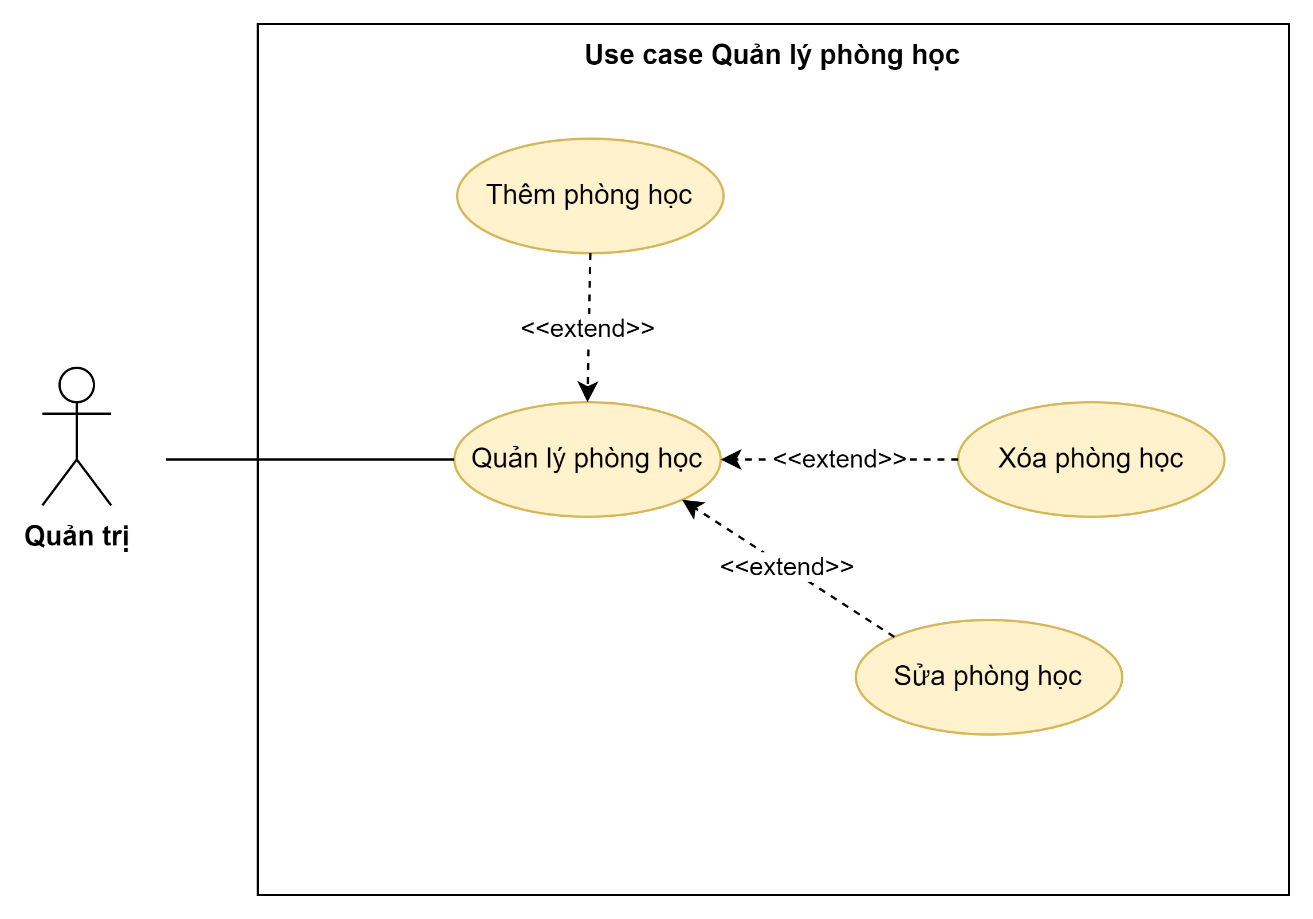 Use case Quản lý phòng học
Thêm phòng học
<<extend>>
Quản lý phòng học
<<extend>>
Xóa phòng học
Quản trị
<<extend>>
Sửa phòng học